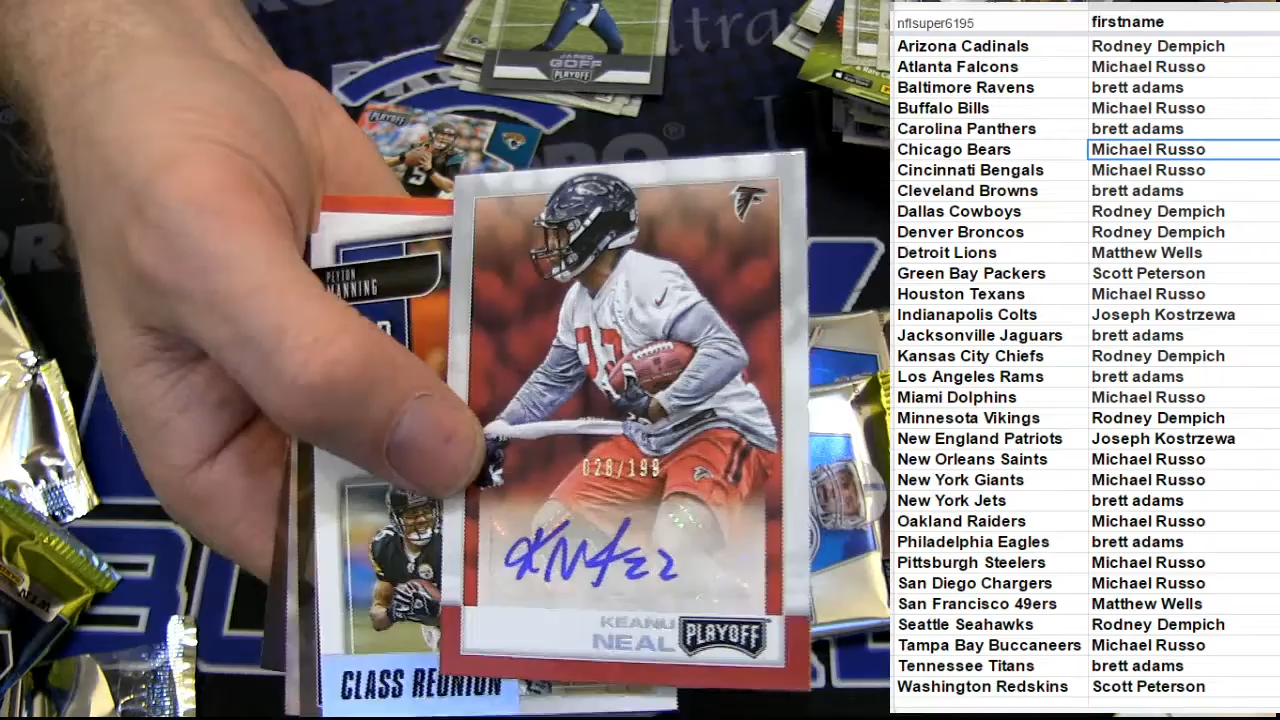 JARED
GOFF
PLAYOFF
PLAYOFF
PEYTON
MANNING
028/199
KEANU
NEAL
PLAYOFF
CLASS REUNION
nflsuper6195 firstname
Arizona Cadinals Rodney Dempich
Atlanta Falcons Michael Russo
Baltimore Ravens brett adams
Buffalo Bills Michael Russo
Carolina Panthers brett adams
Chicago Bears Michael Russo
Cincinnati Bengals Michael Russo
Cleveland Browns brett adams
Dallas Cowboys Rodney Dempich
Denver Broncos Rodney Dempich
Detroit Lions Matthew Wells
Green Bay Packers Scott Peterson
Houston Texans Michael Russo
Indianapolis Colts Joseph Kostrzewa
Jacksonville Jaguars brett adams
Kansas City Chiefs Rodney Dempich
Los Angeles Rams brett adams
Miami Dolphins Michael Russo
Minnesota Vikings Rodney Dempich
New England Patriots Joseph Kostrzewa
New Orleans Saints Michael Russo
New York Giants Michael Russo
New York Jets brett adams
Oakland Raiders Michael Russo
Philadelphia Eagles brett adams
Pittsburgh Steelers Michael Russo
San Diego Chargers Michael Russo
San Francisco 49ers Matthew Wells
Seattle Seahawks Rodney Dempich
Tampa Bay Buccaneers Michael Russo
Tennessee Titans brett adams
Washington Redskins Scott Peterson